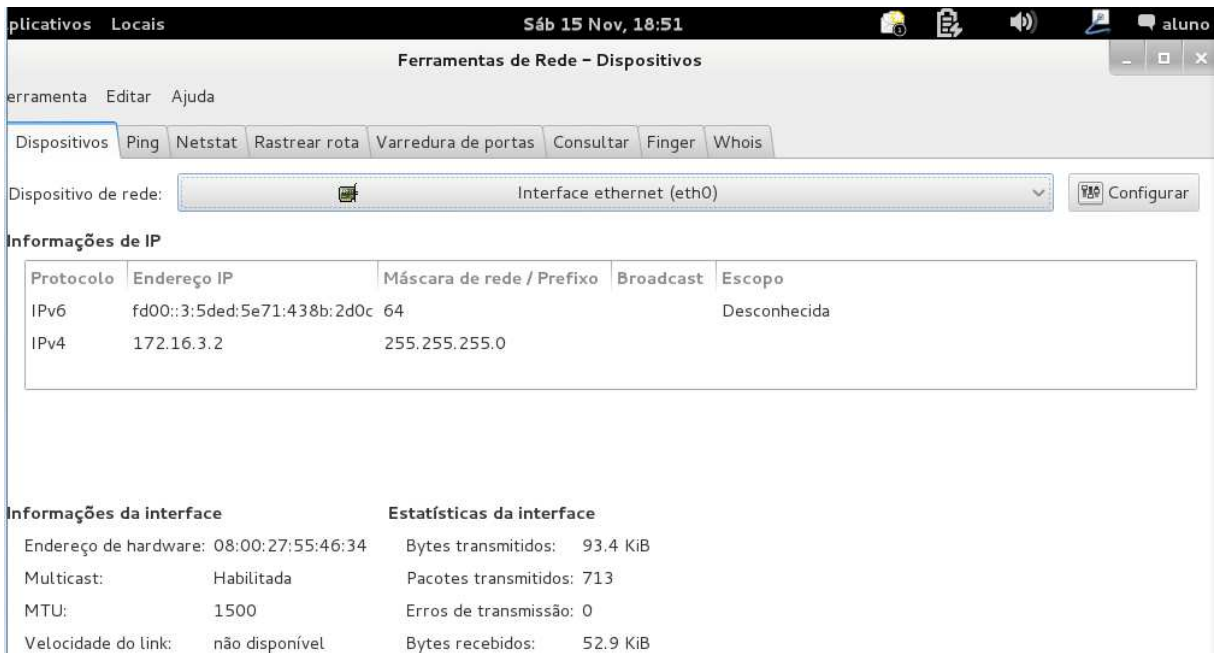 plicativos Locais Sáb 15 Nov, 18:51 aluno
Ferramentas de Rede – Dispositivos
erramenta Editar Ajuda
Dispositivos Ping Netstat Rastrear rota Varredura de portas Consultar Finger Whois
Dispositivo de rede: Interface ethernet (eth0) Configurar
Informações de IP
Protocolo Endereço IP Máscara de rede / Prefixo Broadcast Escopo
IPv6 fd00::3:5ded:5e71:438b:2d0c 64 Desconhecida
IPv4 172.16.3.2 255.255.255.0
Informações da interface Estatísticas da interface
Endereço de hardware: 08:00:27:55:46:34 Bytes transmitidos: 93.4 KiB
Multicast: Habilitada Pacotes transmitidos: 713
MTU: 1500 Erros de transmissão: 0
Velocidade do link: não disponível Bytes recebidos: 52.9 KiB